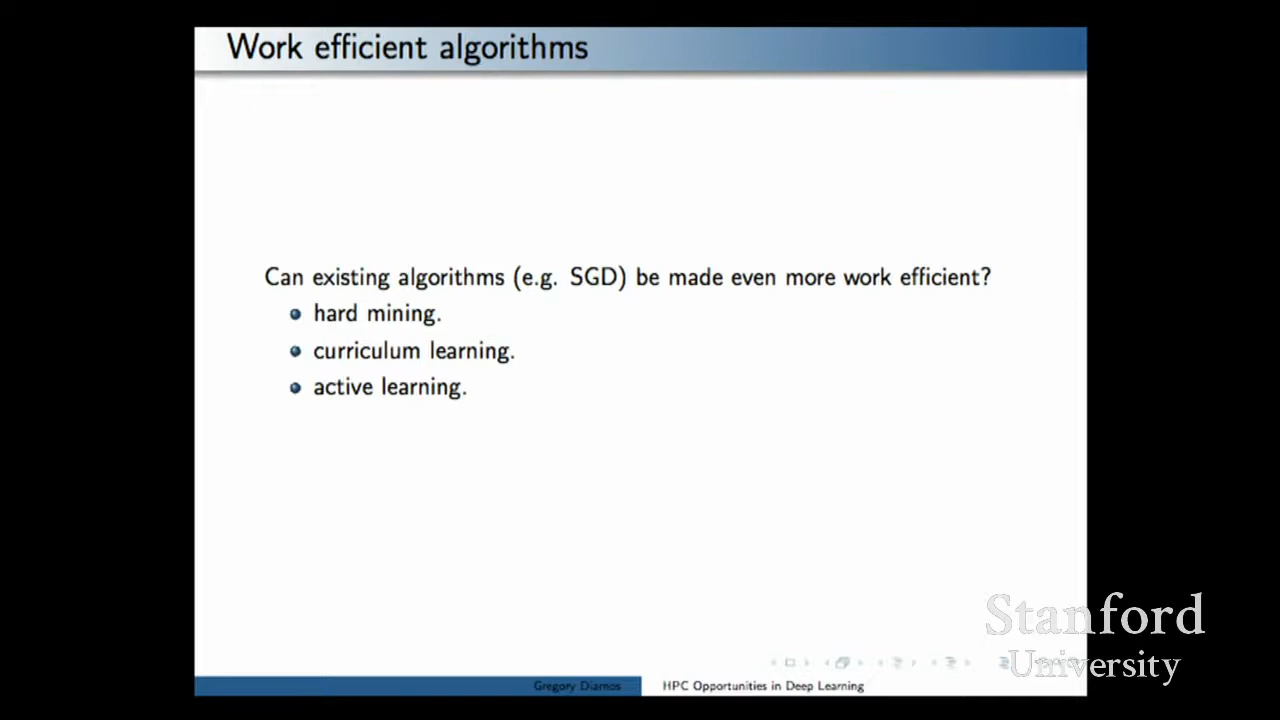 Work efficient algorithms
Can existing algorithms (e.g. SGD) be made even more work efficient?
hard mining.
curriculum learning.
active learning.
Stanford
University
Gregory Diamos
HPC Opportunities in Deep Learning